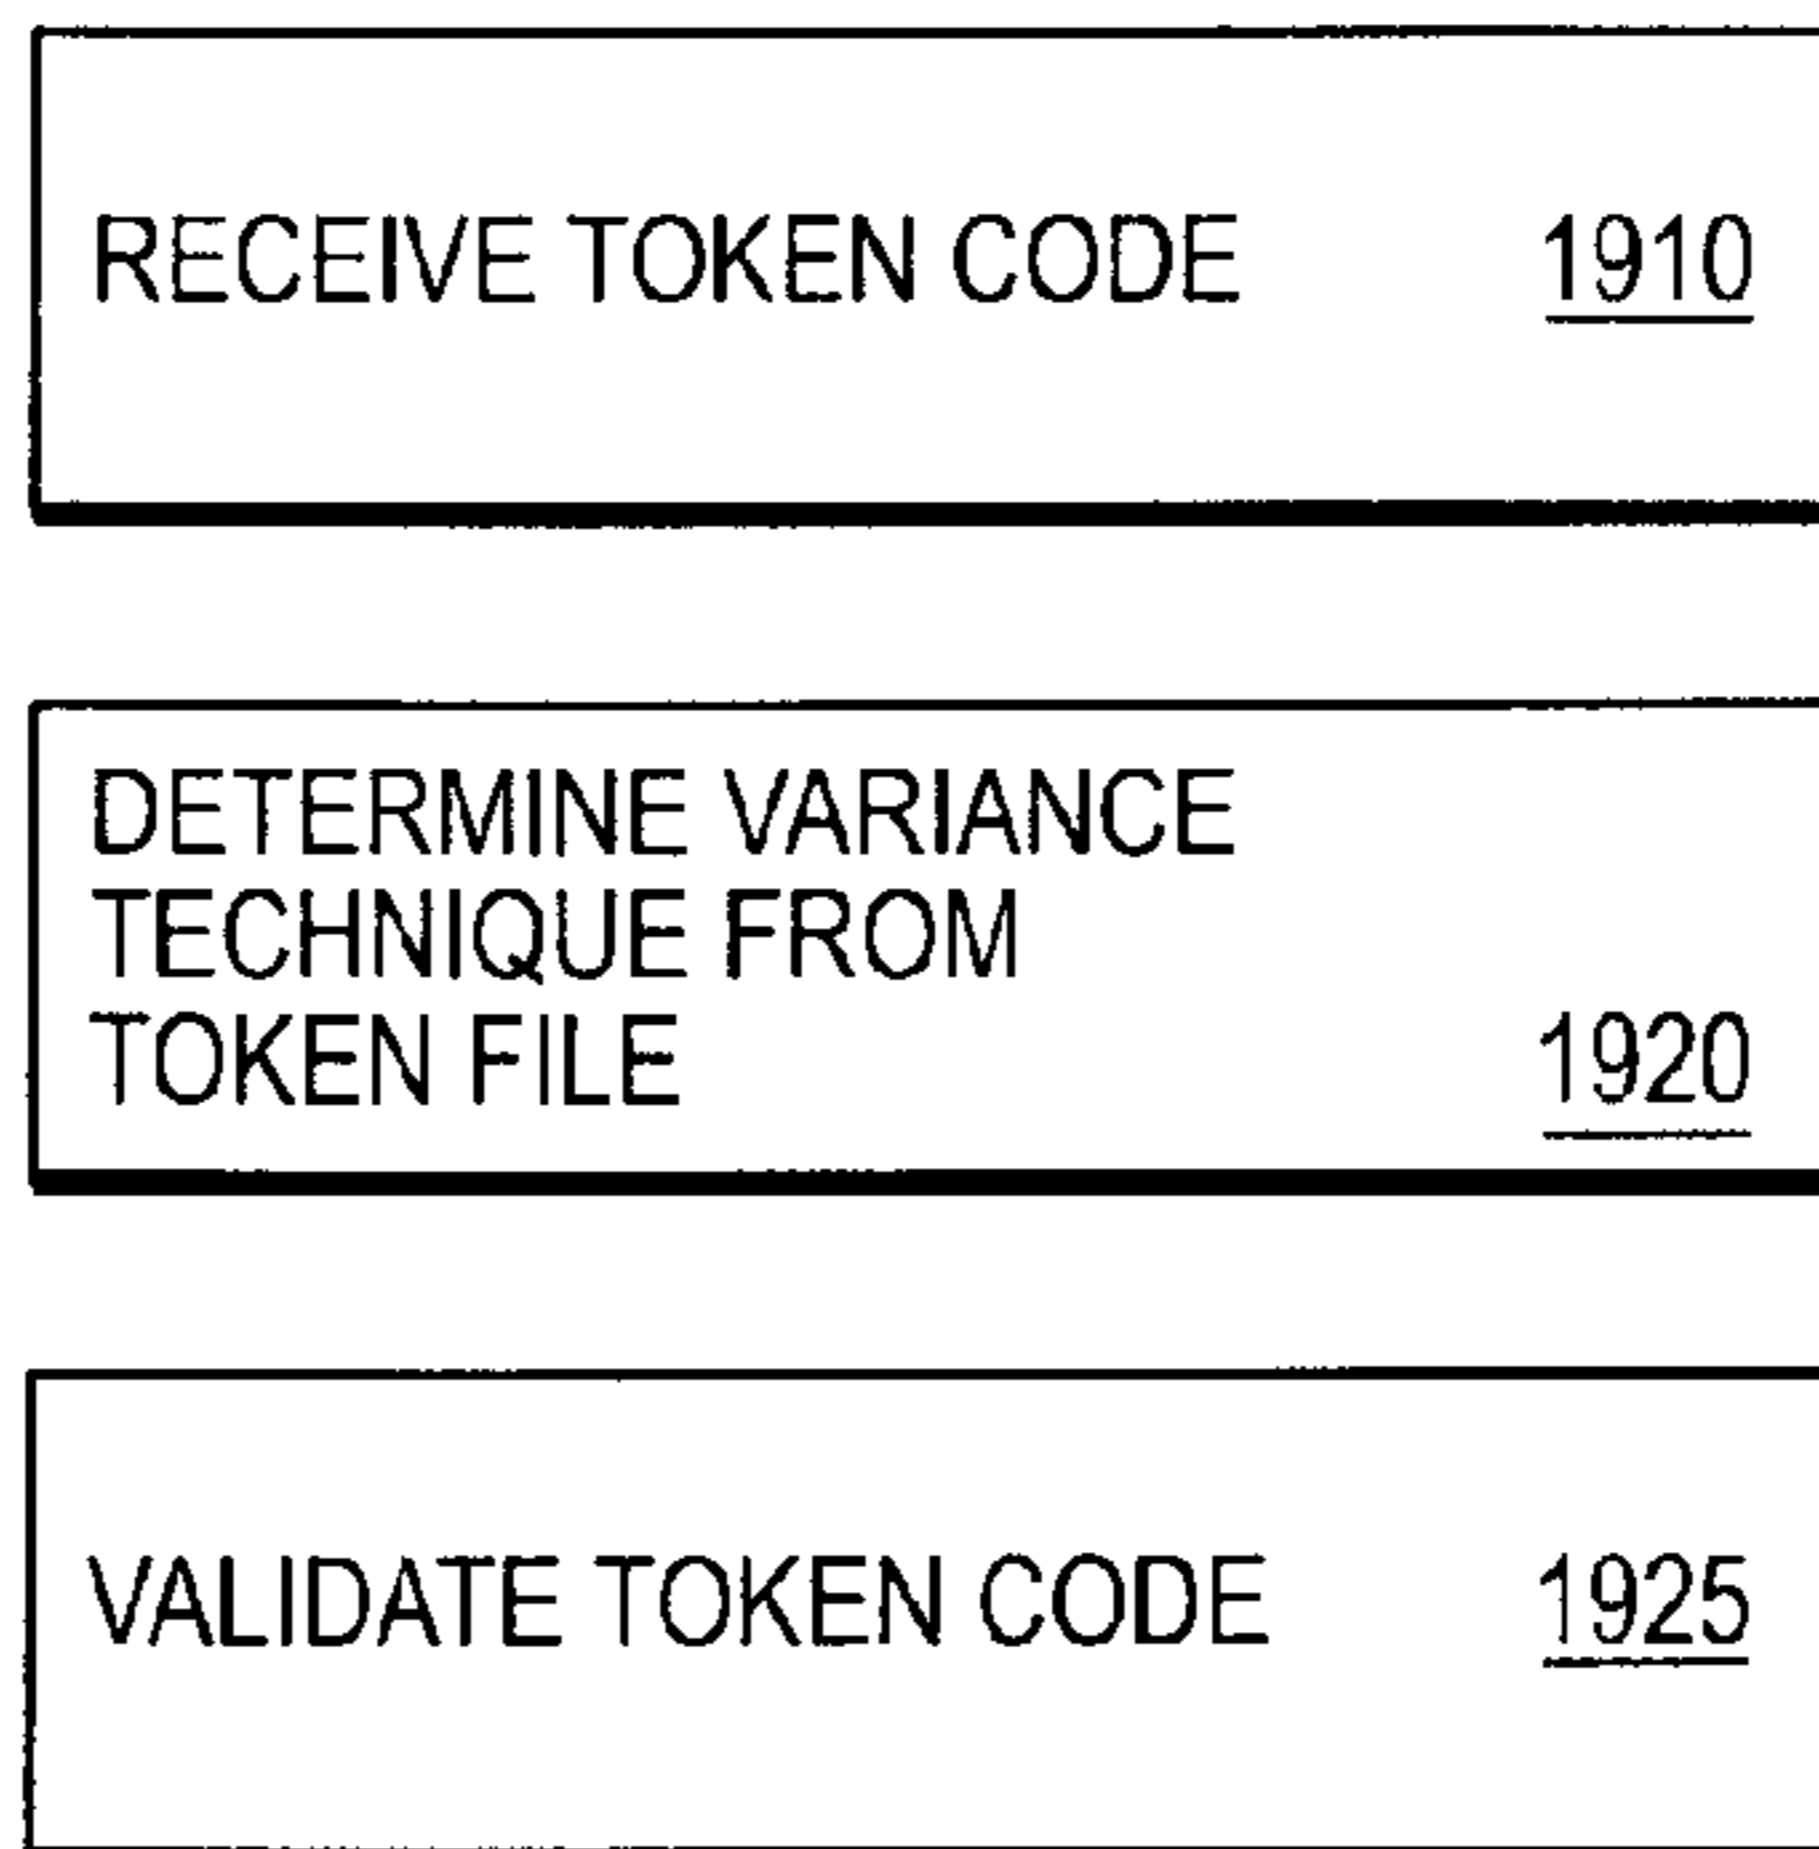 RECEIVE TOKEN CODE 1910
DETERMINE VARIANCE
TECHNIQUE FROM
TOKEN FILE 1920
VALIDATE TOKEN CODE 1925